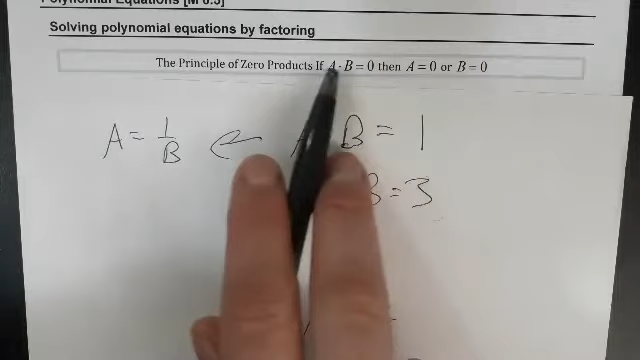 Polynomial Equations [M 6.5]
Solving polynomial equations by factoring
The Principle of Zero Products If A · B = 0 then A = 0 or B = 0
A = 1/B ← B = 1
B = 3